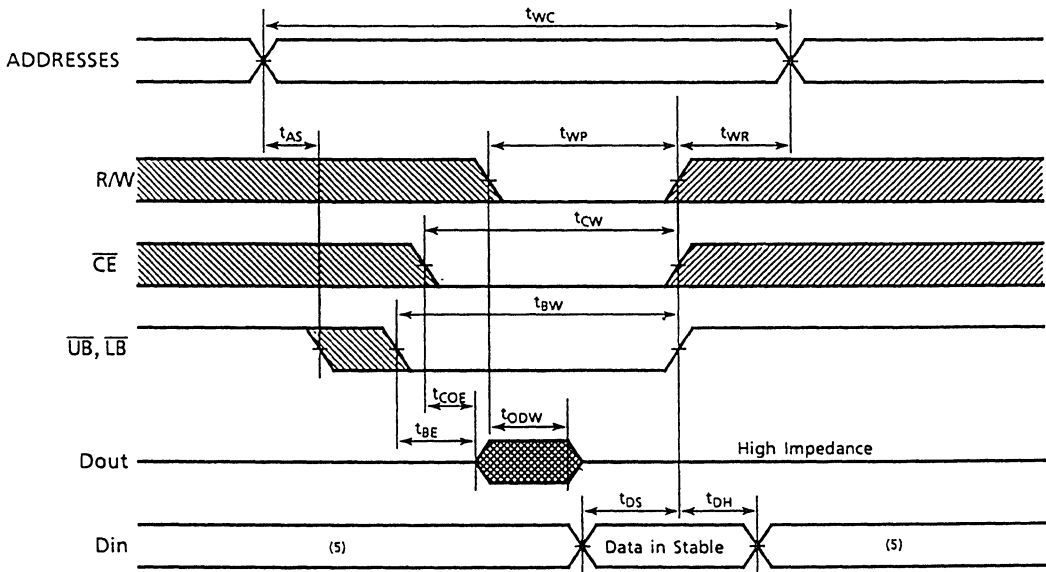 tWC
ADDRESSES
tAS
tWP
tWR
R/W
tCW
CE
tBW
UB, LB
tCOE
tODW
tBE
Dout
High Impedance
tDS
tDH
Din
(5)
Data in Stable
(5)